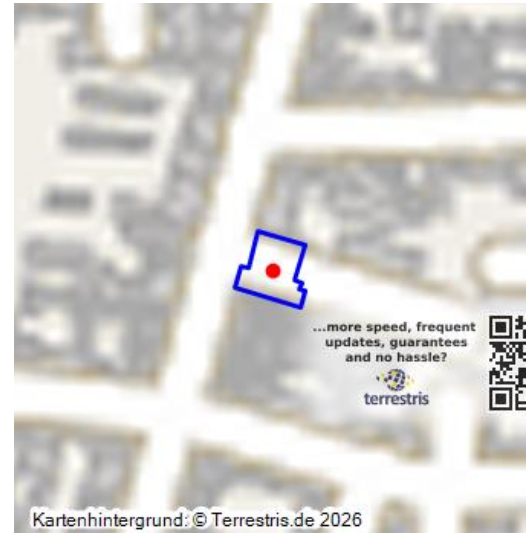 ...more speed, frequent
updates, guarantees
and no hassle?
terrestris
Kartenhintergrund: © Terrestris.de 2026